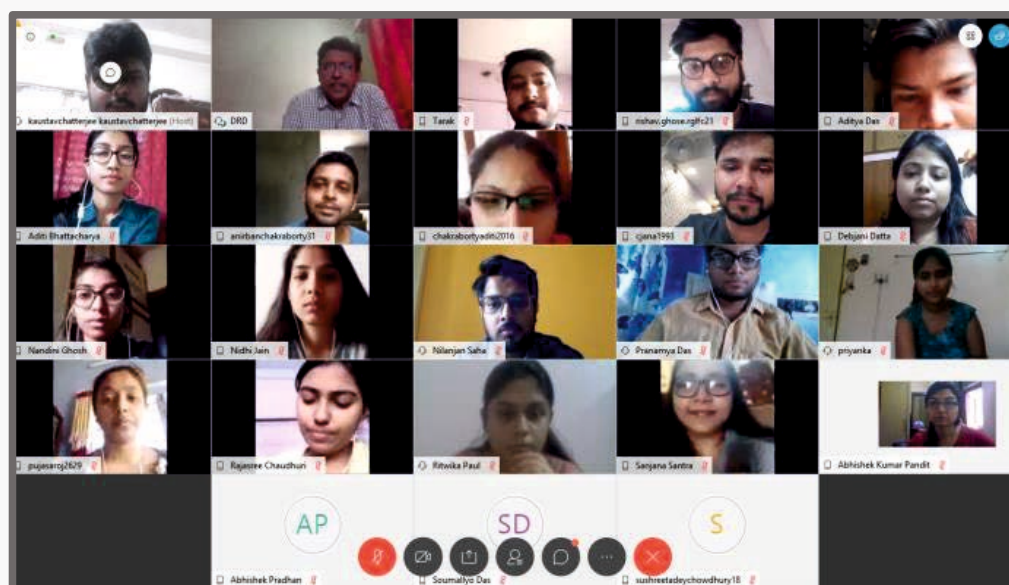 kaustavchatterjee kaustavchatterjee (Host)
DRD
Tarak
rishav.ghose.rglfc21
Aditya Das
Aditi Bhattacharya
anirbanchakraborty31
chakrabortyaditi2016
cjana1993
Debjani Datta
Nandini Ghosh
Nidhi Jain
Nilanjan Saha
Pranamya Das
priyanka
pujasaroj2629
Rajasree Chaudhuri
Ritwika Paul
Sanjana Santra
Abhishek Kumar Pandit
AP
SD
S
Abhishek Pradhan
Soumallyo Das
sushreetadeychowdhury18